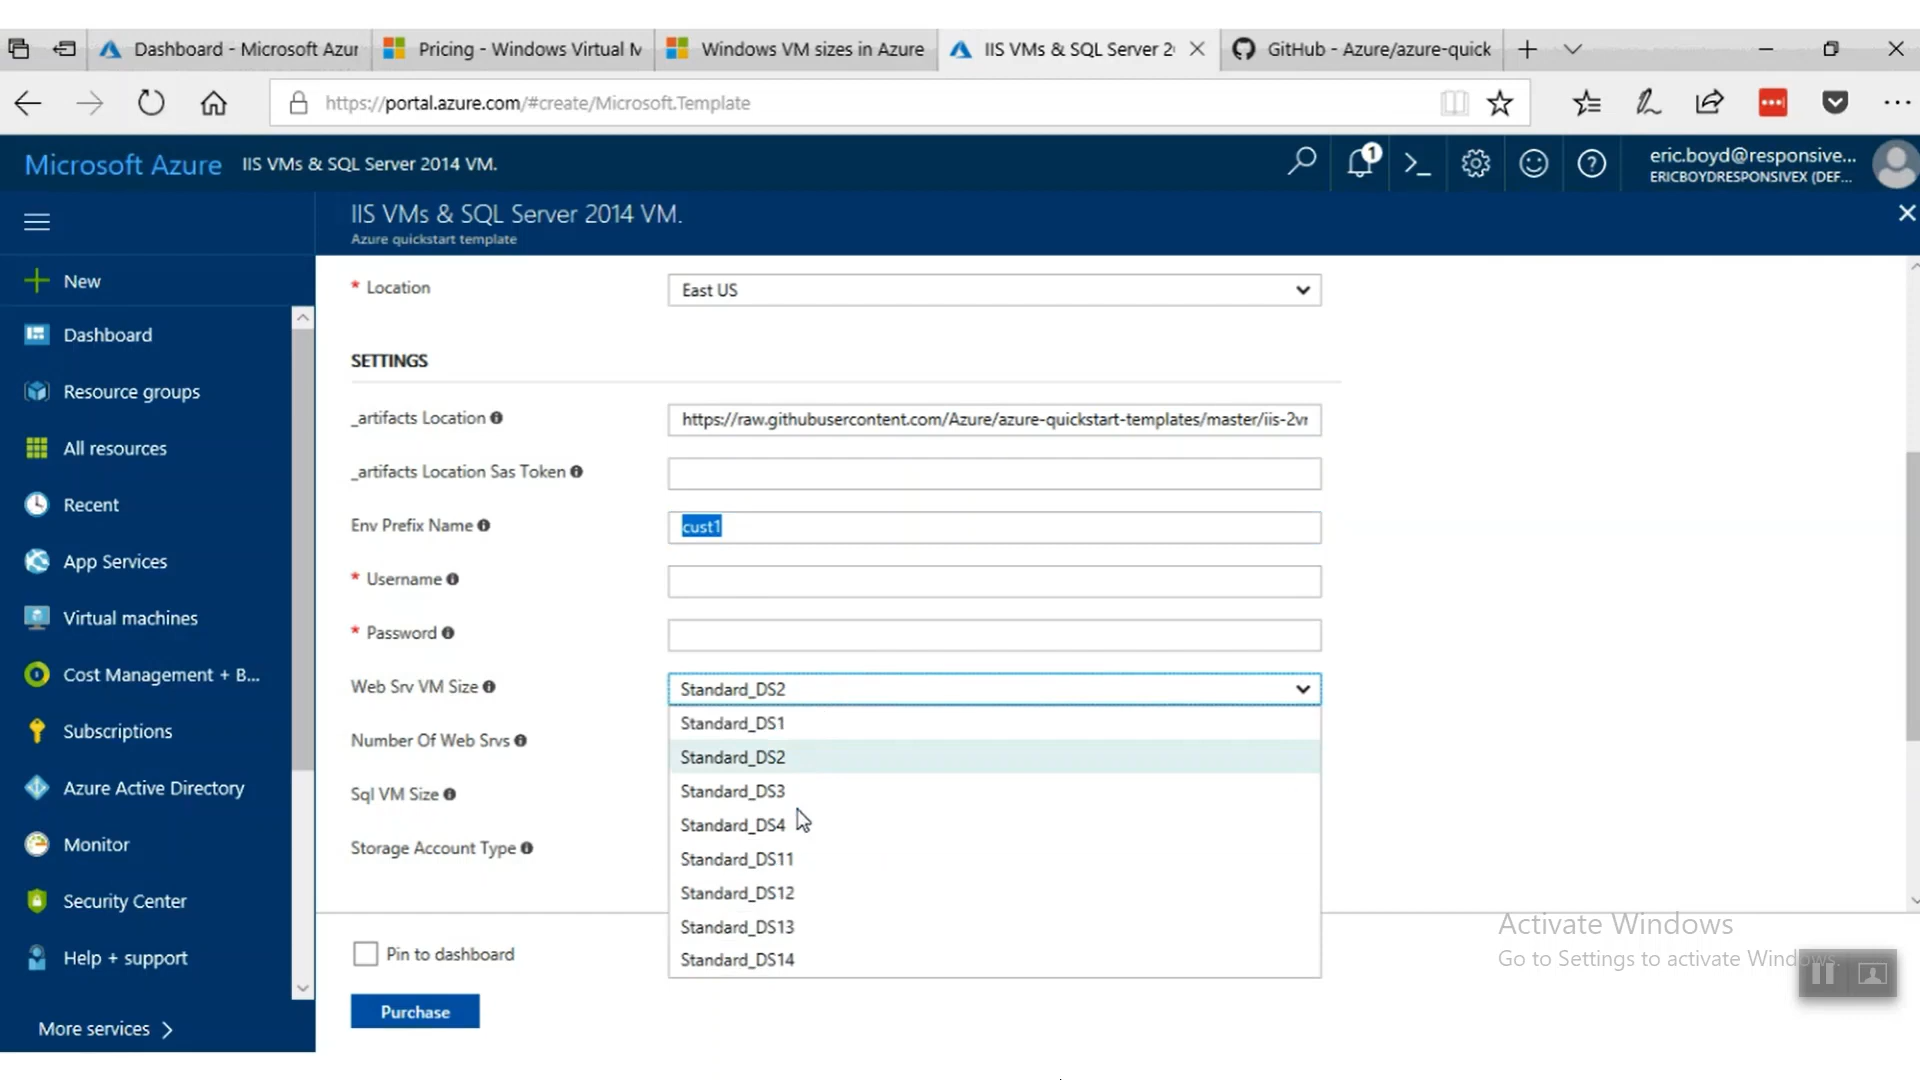 Dashboard - Microsoft Azur
Pricing - Windows Virtual M
Windows VM sizes in Azure
IIS VMs & SQL Server 2
GitHub - Azure/azure-quick
https://portal.azure.com/#create/Microsoft.Template
Microsoft Azure IIS VMs & SQL Server 2014 VM.
1
eric.boyd@responsive...
ERICBOYDRESPONSIVEX (DEF...
IIS VMs & SQL Server 2014 VM.
Azure quickstart template
New
Dashboard
Resource groups
All resources
Recent
App Services
Virtual machines
Cost Management + B...
Subscriptions
Azure Active Directory
Monitor
Security Center
Help + support
More services
* Location
East US
SETTINGS
_artifacts Location
https://raw.githubusercontent.com/Azure/azure-quickstart-templates/master/iis-2vr
_artifacts Location Sas Token
Env Prefix Name
cust1
* Username
* Password
Web Srv VM Size
Standard_DS2
Standard_DS1
Standard_DS2
Standard_DS3
Standard_DS4
Standard_DS11
Standard_DS12
Standard_DS13
Standard_DS14
Number Of Web Srvs
Sql VM Size
Storage Account Type
Pin to dashboard
Purchase
Activate Windows
Go to Settings to activate Windows.